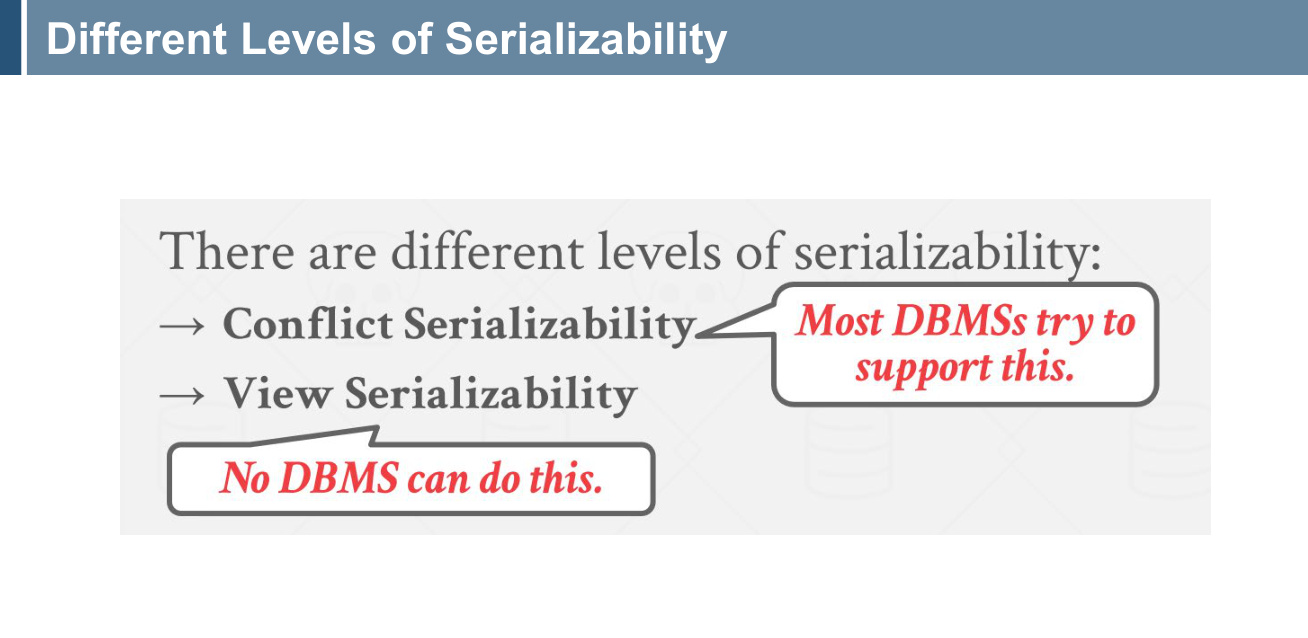 Different Levels of Serializability
There are different levels of serializability:
→ Conflict Serializability
Most DBMSs try to
support this.
→ View Serializability
No DBMS can do this.